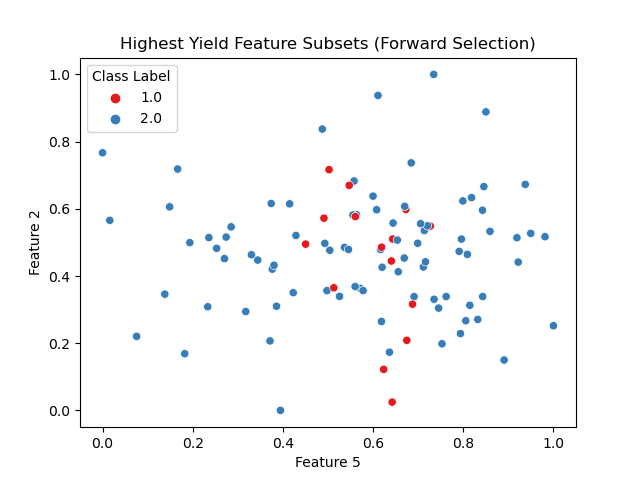 Highest Yield Feature Subsets (Forward Selection)
Class Label
1.0
2.0
1.0
0.8
0.6
0.4
0.2
0.0
Feature 2
0.0 0.2 0.4 0.6 0.8 1.0
Feature 5